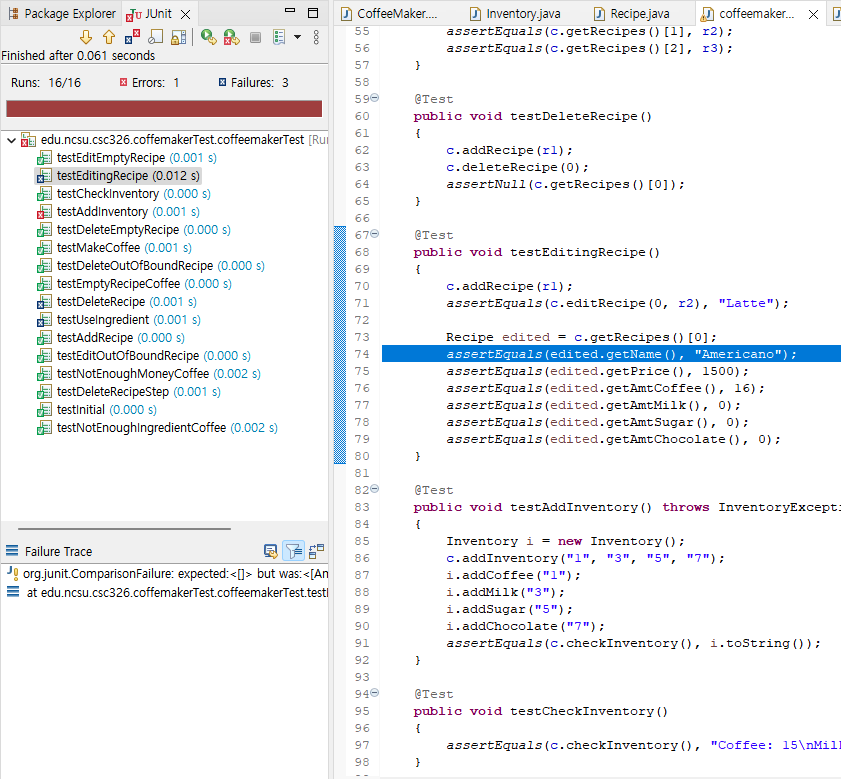 Package Explorer JUnit
Finished after 0.061 seconds
Runs: 16/16 Errors: 1 Failures: 3
edu.ncsu.csc326.coffemakerTest.coffeemakerTest [Ru
testEditEmptyRecipe (0.001 s)
testEditingRecipe (0.012 s)
testCheckInventory (0.000 s)
testAddInventory (0.001 s)
testDeleteEmptyRecipe (0.000 s)
testMakeCoffee (0.001 s)
testDeleteOutOfBoundRecipe (0.000 s)
testEmptyRecipeCoffee (0.000 s)
testDeleteRecipe (0.001 s)
testUseIngredient (0.001 s)
testAddRecipe (0.000 s)
testEditOutOfBoundRecipe (0.000 s)
testNotEnoughMoneyCoffee (0.002 s)
testDeleteRecipeStep (0.001 s)
testInitial (0.000 s)
testNotEnoughIngredientCoffee (0.002 s)
Failure Trace
org.junit.ComparisonFailure: expected:<[]> but was:<[Am
at edu.ncsu.csc326.coffemakerTest.coffeemakerTest.test
CoffeeMaker.... Inventory.java Recipe.java coffeemaker...
55 assertEquals(c.getRecipes()[1], r2);
56 assertEquals(c.getRecipes()[2], r3);
57 }
58
59 @Test
60 public void testDeleteRecipe()
61 {
62 c.addRecipe(r1);
63 c.deleteRecipe(0);
64 assertNull(c.getRecipes()[0]);
65 }
66
67 @Test
68 public void testEditingRecipe()
69 {
70 c.addRecipe(r1);
71 assertEquals(c.editRecipe(0, r2), "Latte");
72
73 Recipe edited = c.getRecipes()[0];
74 assertEquals(edited.getName(), "Americano");
75 assertEquals(edited.getPrice(), 1500);
76 assertEquals(edited.getAmtCoffee(), 16);
77 assertEquals(edited.getAmtMilk(), 0);
78 assertEquals(edited.getAmtSugar(), 0);
79 assertEquals(edited.getAmtChocolate(), 0);
80 }
81
82 @Test
83 public void testAddInventory() throws InventoryExcepti
84 {
85 Inventory i = new Inventory();
86 c.addInventory("1", "3", "5", "7");
87 i.addCoffee("1");
88 i.addMilk("3");
89 i.addSugar("5");
90 i.addChocolate("7");
91 assertEquals(c.checkInventory(), i.toString());
92 }
93
94 @Test
95 public void testCheckInventory()
96 {
97 assertEquals(c.checkInventory(), "Coffee: 15\nMil
98 }